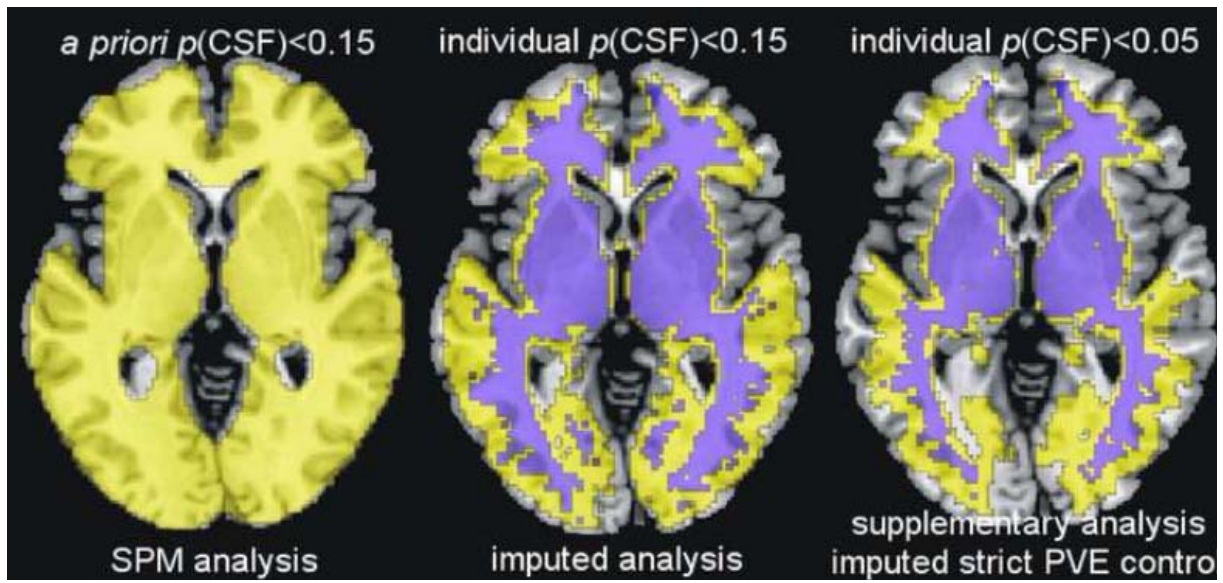 a priori p(CSF)<0.15
individual p(CSF)<0.15
individual p(CSF)<0.05
SPM analysis
imputed analysis
supplementary analysis
imputed strict PVE contro